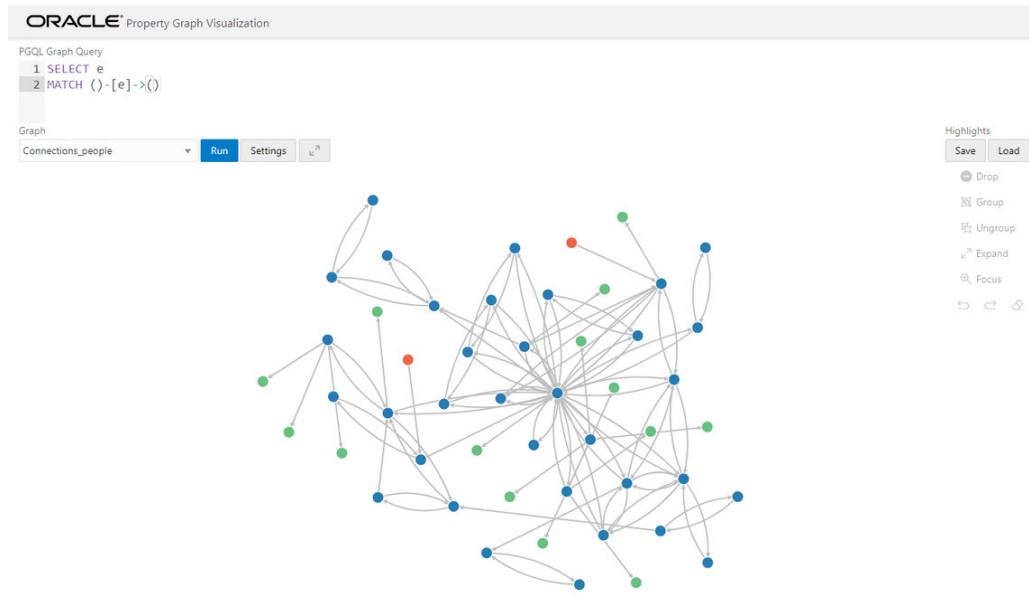 ORACLE® Property Graph Visualization
PGQL Graph Query
1 SELECT e
2 MATCH ()-[e]->()
Graph
Connections_people
Run
Settings
Highlights
Save
Load
Drop
Group
Ungroup
Expand
Focus